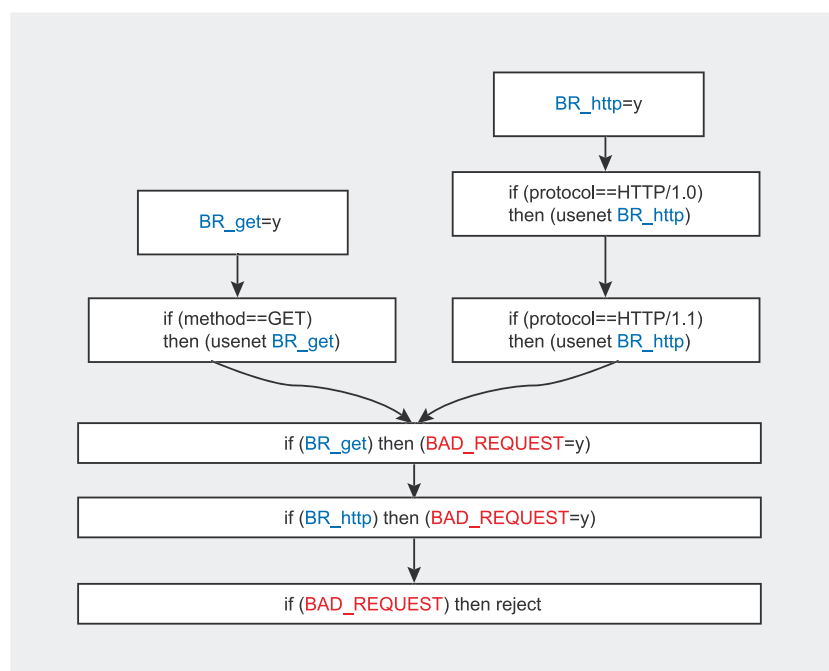 BR_http=y
if (protocol==HTTP/1.0)
then (usenet BR_http)
BR_get=y
if (method==GET)
then (usenet BR_get)
if (protocol==HTTP/1.1)
then (usenet BR_http)
if (BR_get) then (BAD_REQUEST=y)
if (BR_http) then (BAD_REQUEST=y)
if (BAD_REQUEST) then reject